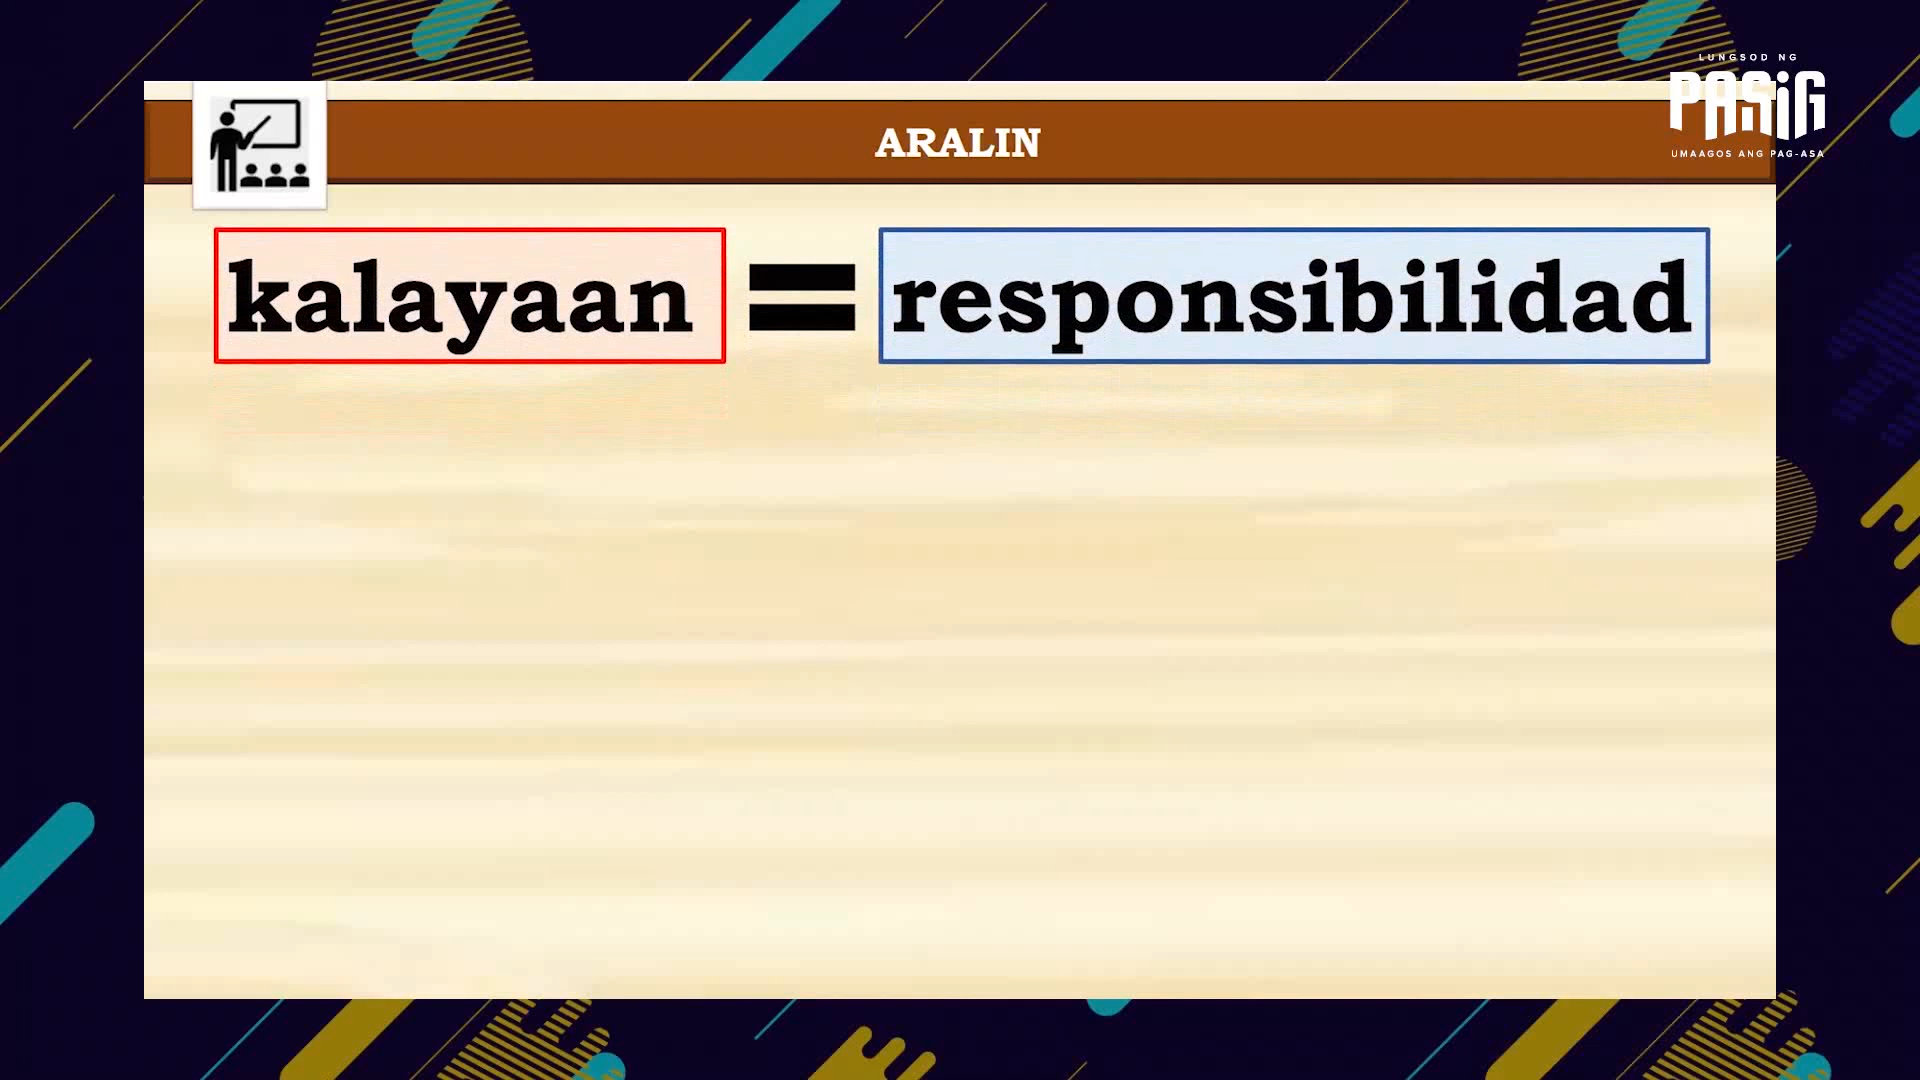 LUNGSOD NG
PASIG
UMAAGOS ANG PAG-ASA
ARALIN
kalayaan = responsibilidad